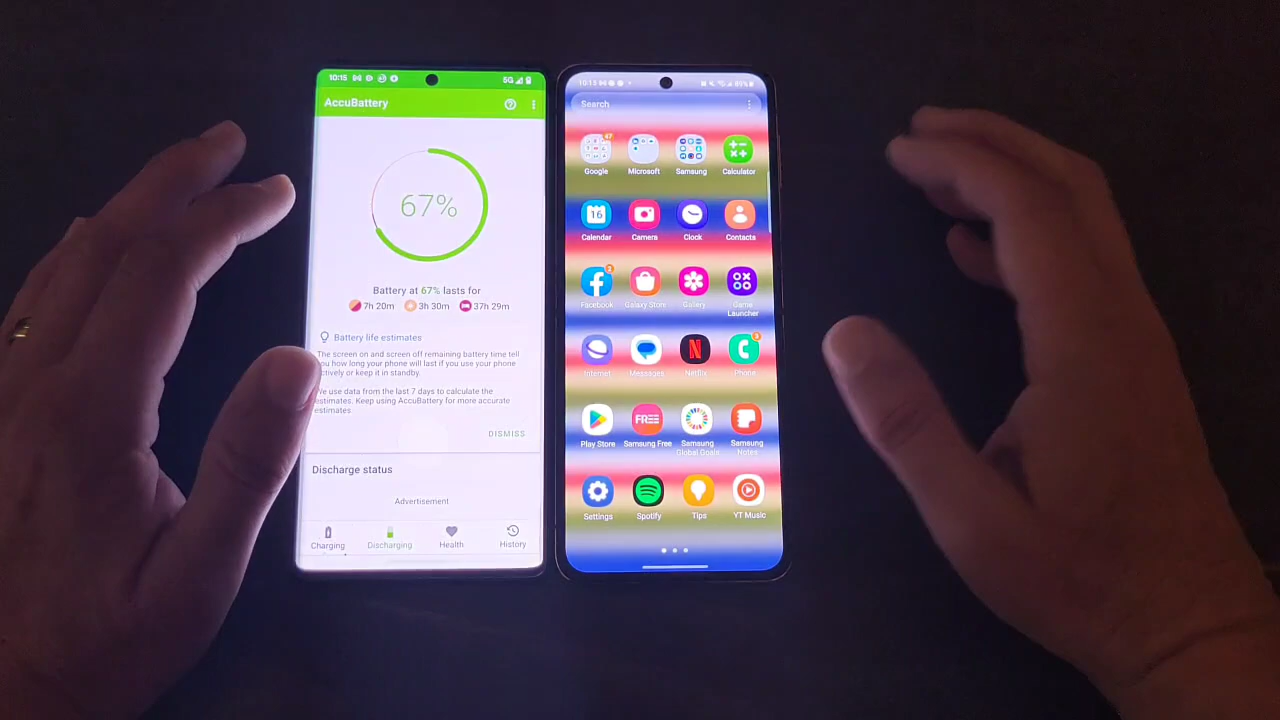 10:15
5G
AccuBattery
67%
Battery at 67% lasts for
7h 20m 3h 30m 37h 29m
Battery life estimates
The screen on and screen off remaining battery time tell
you how long your phone will last if you use your phone
actively or keep it in standby.
We use data from the last 7 days to calculate the
estimates. Keep using AccuBattery for more accurate
estimates.
DISMISS
Discharge status
Advertisement
Charging Discharging Health History
10:15
Search
Google Microsoft Samsung Calculator
16
Calendar Camera Clock Contacts
Facebook Galaxy Store Gallery Game
Launcher
Internet Messages Netflix Phone
FREE
Play Store Samsung Free Samsung Samsung
Global Goals Notes
Settings Spotify Tips YT Music